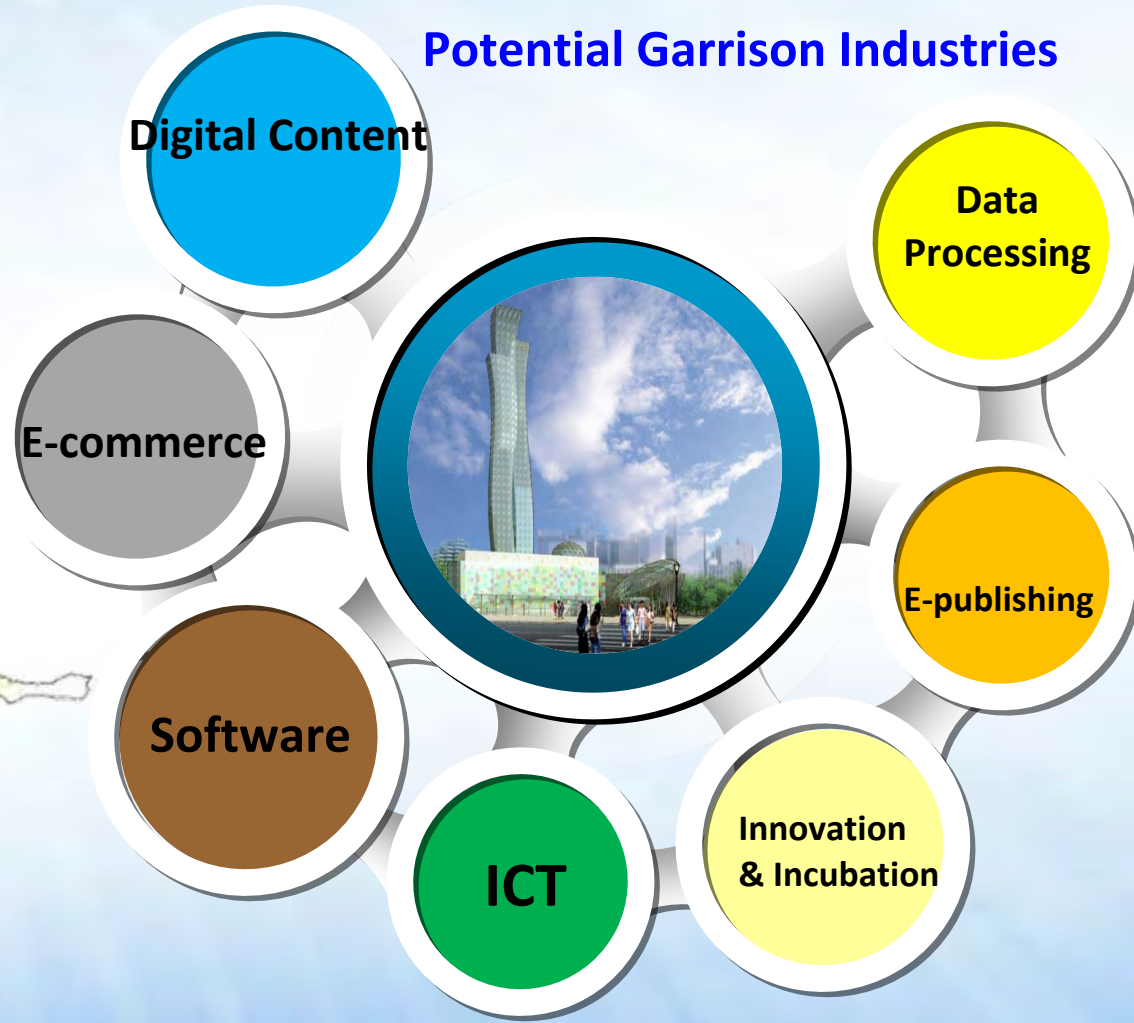 Potential Garrison Industries
Digital Content
Data
Processing
E-commerce
E-publishing
Software
Innovation
& Incubation
ICT